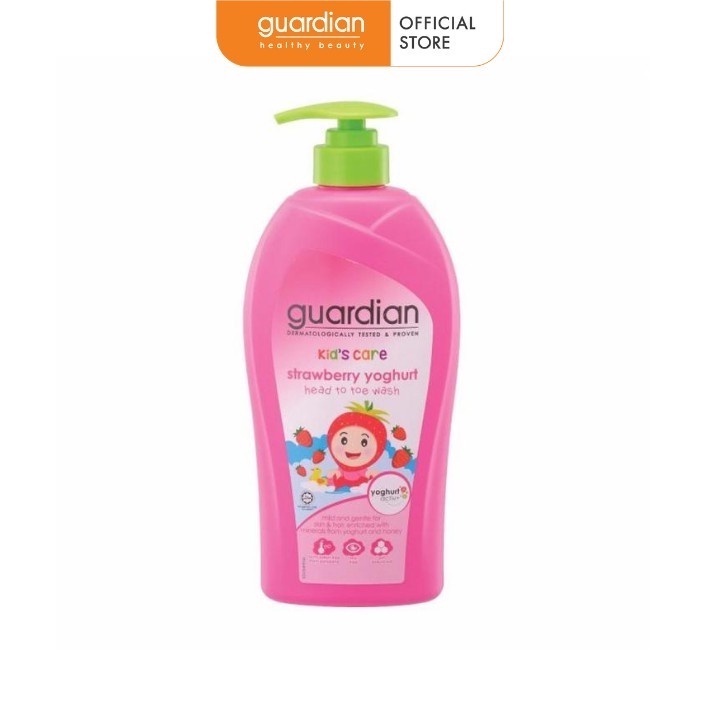 guardian
healthy beauty
OFFICIAL
STORE
guardian
DERMATOLOGICALLY TESTED & PROVEN
kid's care
strawberry yoghurt
head to toe wash
yoghurt
mild and gentle for
skin & hair, enriched with
minerals from yoghurt and honey